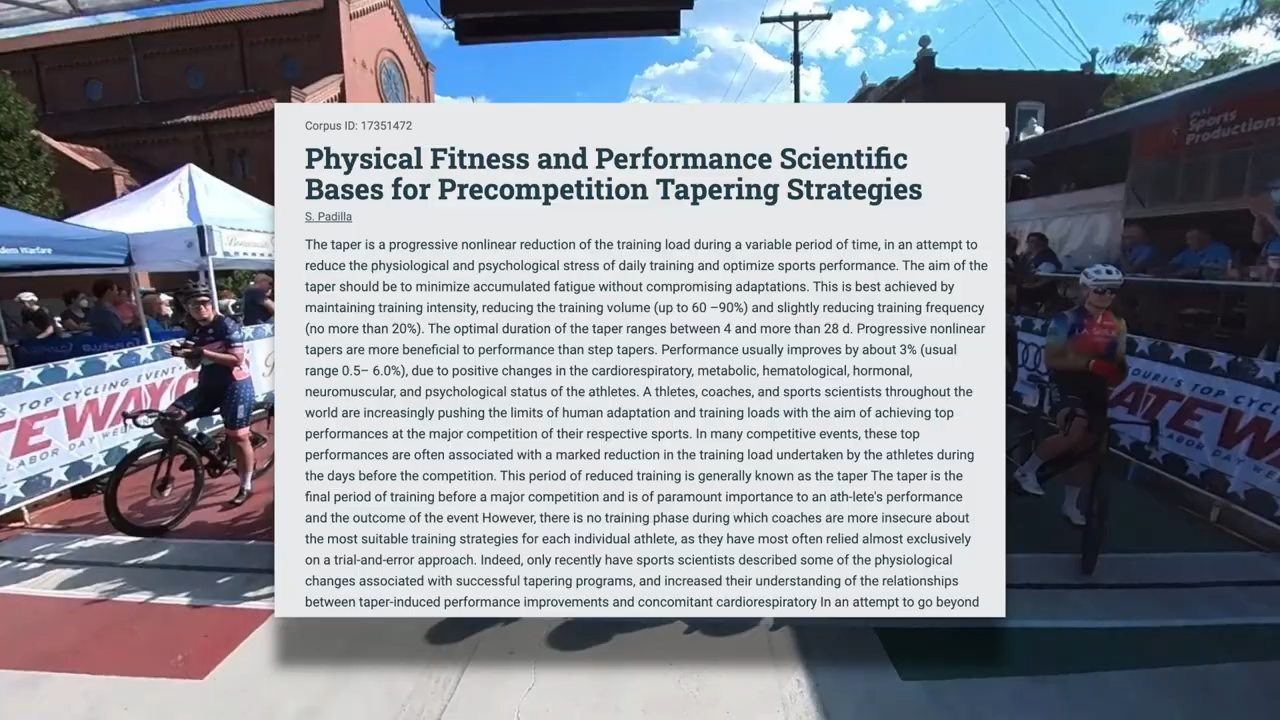 Corpus ID: 17351472
Physical Fitness and Performance Scientific
Bases for Precompetition Tapering Strategies
S. Padilla
The taper is a progressive nonlinear reduction of the training load during a variable period of time, in an attempt to
reduce the physiological and psychological stress of daily training and optimize sports performance. The aim of the
taper should be to minimize accumulated fatigue without compromising adaptations. This is best achieved by
maintaining training intensity, reducing the training volume (up to 60 –90%) and slightly reducing training frequency
(no more than 20%). The optimal duration of the taper ranges between 4 and more than 28 d. Progressive nonlinear
tapers are more beneficial to performance than step tapers. Performance usually improves by about 3% (usual
range 0.5– 6.0%), due to positive changes in the cardiorespiratory, metabolic, hematological, hormonal,
neuromuscular, and psychological status of the athletes. A thletes, coaches, and sports scientists throughout the
world are increasingly pushing the limits of human adaptation and training loads with the aim of achieving top
performances at the major competition of their respective sports. In many competitive events, these top
performances are often associated with a marked reduction in the training load undertaken by the athletes during
the days before the competition. This period of reduced training is generally known as the taper The taper is the
final period of training before a major competition and is of paramount importance to an ath-lete's performance
and the outcome of the event However, there is no training phase during which coaches are more insecure about
the most suitable training strategies for each individual athlete, as they have most often relied almost exclusively
on a trial-and-error approach. Indeed, only recently have sports scientists described some of the physiological
changes associated with successful tapering programs, and increased their understanding of the relationships
between taper-induced performance improvements and concomitant cardiorespiratory In an attempt to go beyond
Sports
Productions
Warfare
TOP CYCLING EVENT
TEWAY
LABOR DAY WE
OURI'S TOP CYCL
ATEW
LABOR DAY